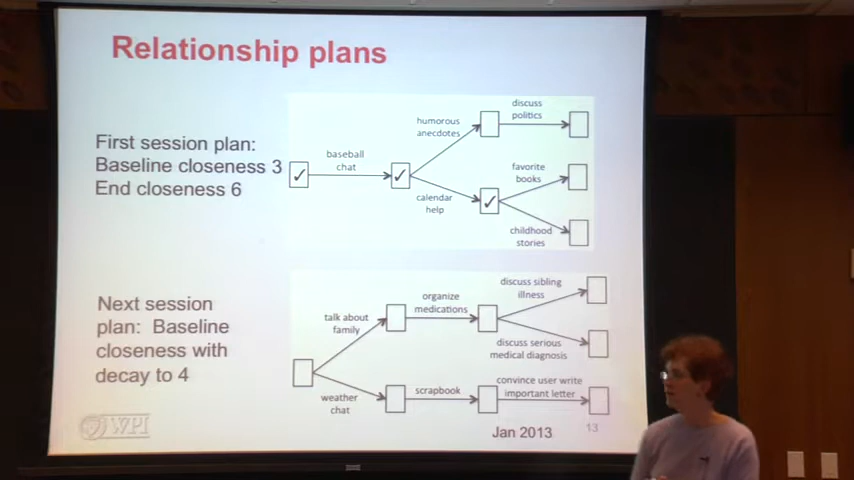 Relationship plans
First session plan:
Baseline closeness 3
End closeness 6
baseball
chat
humorous
anecdotes
discuss
politics
calendar
help
favorite
books
childhood
stories
Next session
plan: Baseline
closeness with
decay to 4
talk about
family
organize
medications
discuss sibling
illness
discuss serious
medical diagnosis
weather
chat
scrapbook
convince user write
important letter
WPI
Jan 2013
13